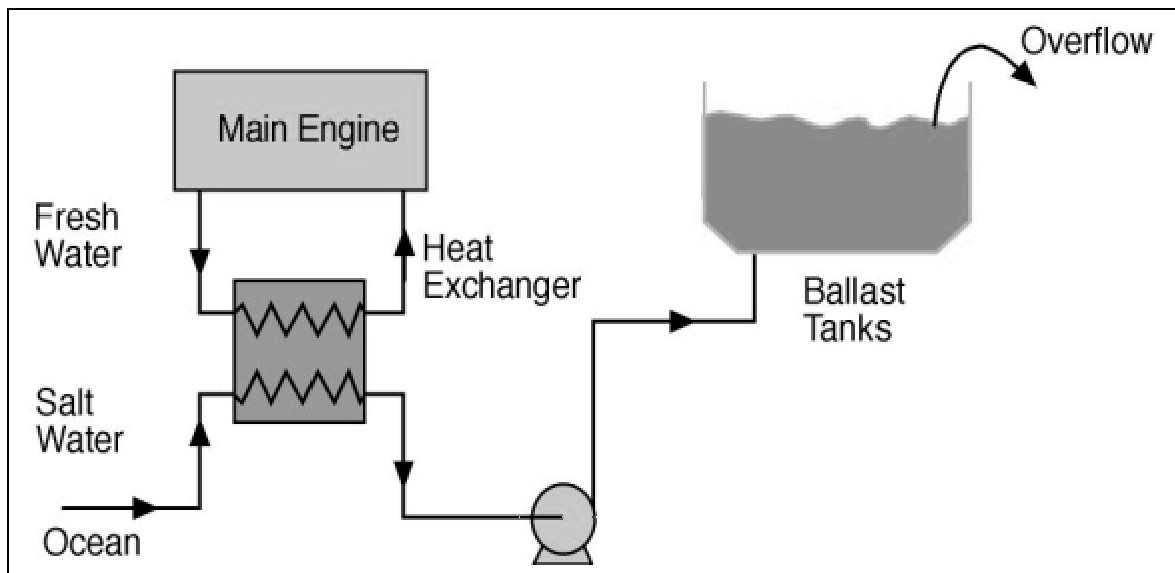 Overflow
Main Engine
Fresh
Water
Heat
Exchanger
Ballast
Tanks
Salt
Water
Ocean